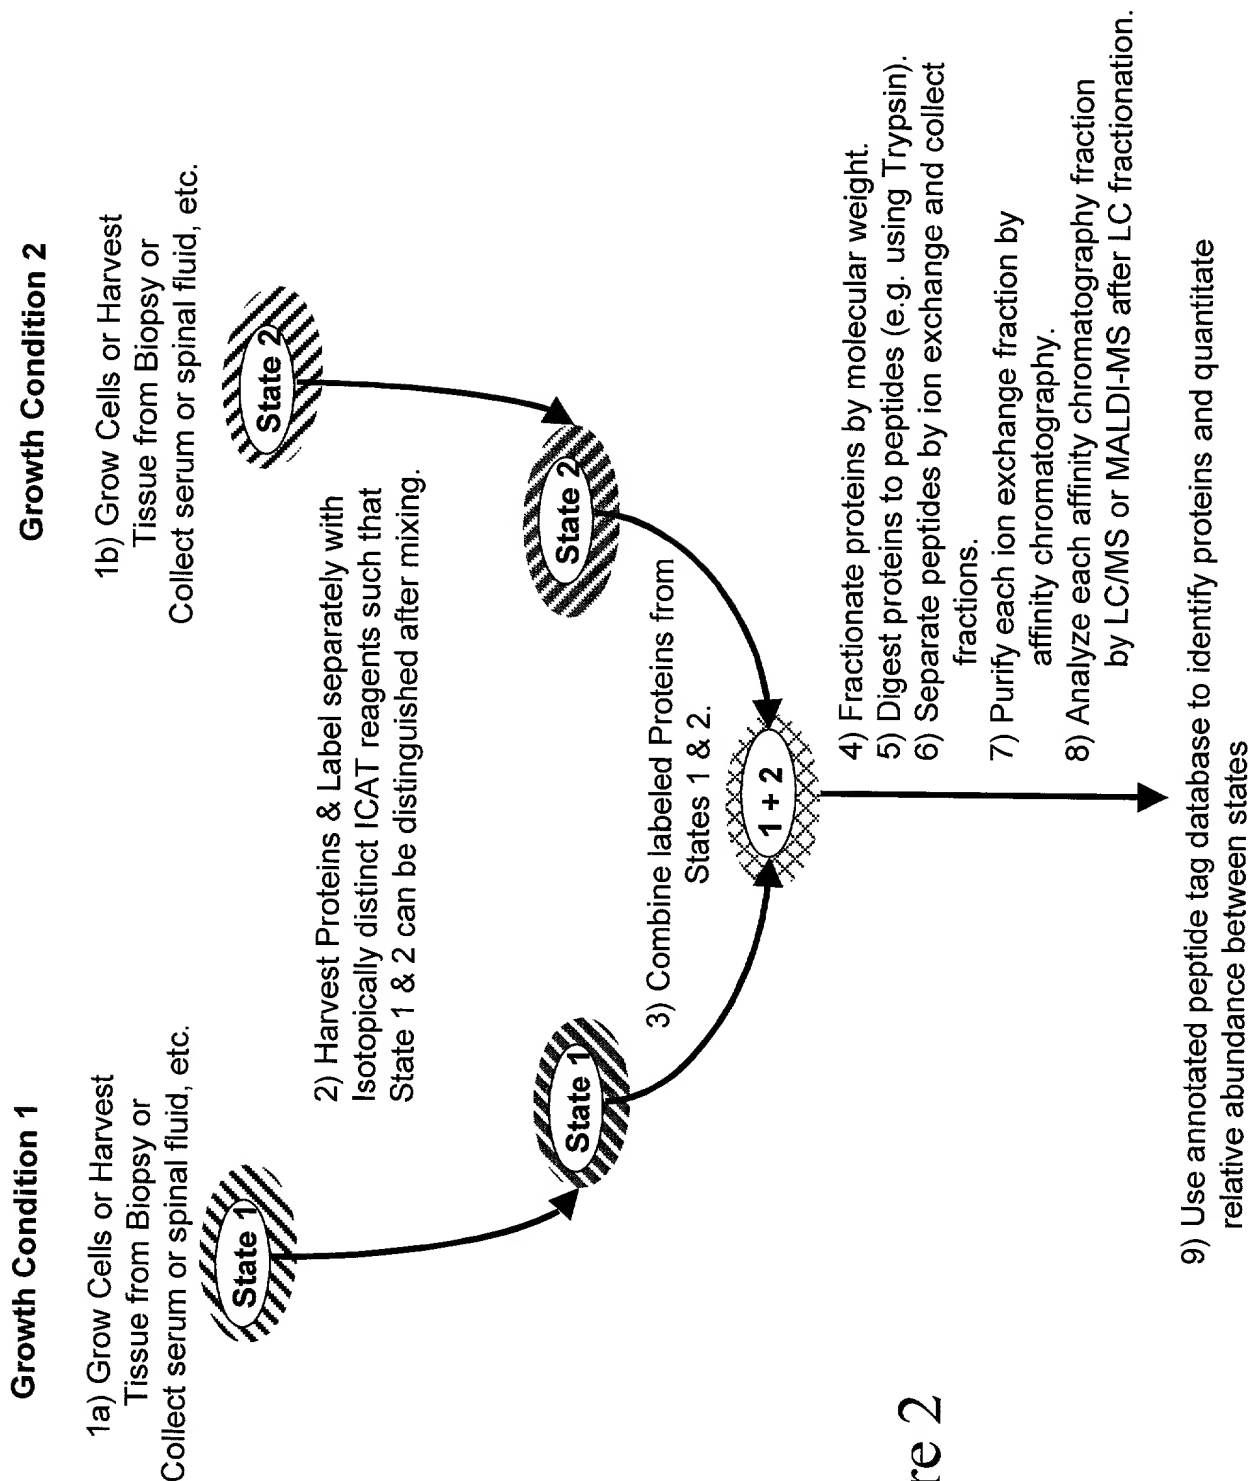 Growth Condition 1
Growth Condition 2
1a) Grow Cells or Harvest
Tissue from Biopsy or
Collect serum or spinal fluid, etc.
1b) Grow Cells or Harvest
Tissue from Biopsy or
Collect serum or spinal fluid, etc.
State 1
State 2
2) Harvest Proteins & Label separately with
Isotopically distinct ICAT reagents such that
State 1 & 2 can be distinguished after mixing.
State 1
State 2
3) Combine labeled Proteins from
States 1 & 2.
1 + 2
4) Fractionate proteins by molecular weight.
5) Digest proteins to peptides (e.g. using Trypsin).
6) Separate peptides by ion exchange and collect
fractions.
7) Purify each ion exchange fraction by
affinity chromatography.
8) Analyze each affinity chromatography fraction
by LC/MS or MALDI-MS after LC fractionation.
9) Use annotated peptide tag database to identify proteins and quantitate
relative abundance between states
re 2